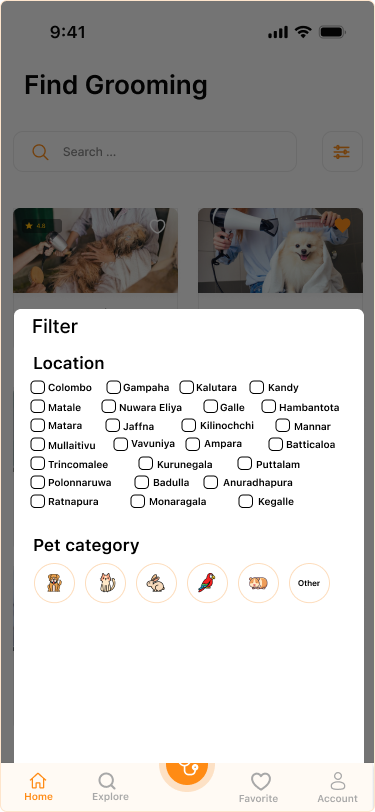 9:41
Find Grooming
Search ...
4.8
Filter
Location
Colombo Gampaha Kalutara Kandy
Matale Nuwara Eliya Galle Hambantota
Matara Jaffna Kilinochchi Mannar
Mullaitivu Vavuniya Ampara Batticaloa
Trincomalee Kurunegala Puttalam
Polonnaruwa Badulla Anuradhapura
Ratnapura Monaragala Kegalle
Pet category
Other
Home Explore Favorite Account